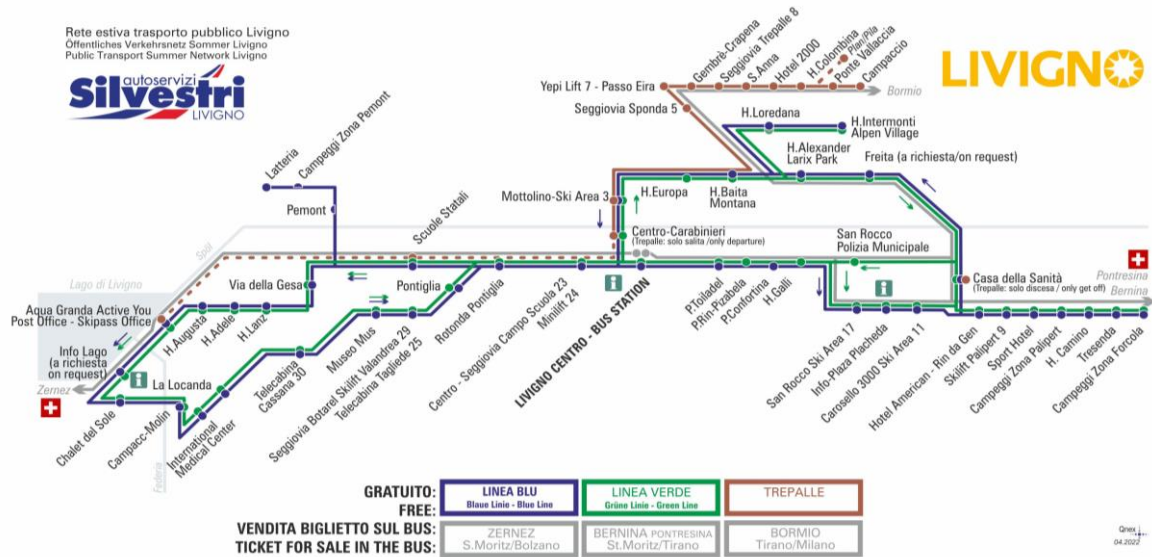 Rete estiva trasporto pubblico Livigno
Öffentliches Verkehrsnetz Sommer Livigno
Public Transport Summer Network Livigno
autoservizi
Silvestri
LIVIGNO
LIVIGNO
Latteria
Campeggi Zona Pemont
Pemont
Scuole Statali
Yepi Lift 7 - Passo Eira
Seggiovia Sponda 5
Gembrè-Crapena
Seggiovia Trepalle 8
S.Anna
Hotel 2000
H.Colombina
Plan/Pila
Ponte Vallaccia
Campaccio
Bormio
H.Loredana
H.Intermonti
Alpen Village
H.Alexander
Larix Park
Freita (a richiesta/on request)
Mottolino-Ski Area 3
H.Europa
H.Baita
Montana
Centro-Carabinieri
(Trepalle: solo salita /only departure)
San Rocco
Polizia Municipale
Casa della Sanità
(Trepalle: solo discesa / only get off)
Pontresina
Bernina
Split
Lago di Livigno
Aqua Granda Active You
Post Office - Skipass Office
Info Lago
(a richiesta
on request)
Zernez
Via della Gesa
Pontiglia
H.Augusta
H.Adele
H.Lanz
La Locanda
Chalet del Sole
Campacc-Molin
Federia
International
Medical Center
Telecabina
Cassana 30
Museo Mus
Seggiovia Botarel Skilift Valandrea 29
Telecabina Tagliede 25
Rotonda Pontiglia
Centro - Seggiovia Campo Scuola 23
Minilift 24
LIVIGNO CENTRO - BUS STATION
P.Toiladel
P.Rin-Pizabela
P.Confortina
H.Galli
San Rocco Ski Area 17
Info-Plaza Placheda
Carosello 3000 Ski Area 11
Hotel American - Rin da Gen
Skilift Palipert 9
Sport Hotel
Campeggi Zona Palipert
H. Camino
Tresenda
Campeggi Zona Forcola
GRATUITO:
FREE:
LINEA BLU
Blaue Linie - Blue Line
LINEA VERDE
Grüne Linie - Green Line
TREPALLE
VENDITA BIGLIETTO SUL BUS:
TICKET FOR SALE IN THE BUS:
ZERNEZ
S.Moritz/Bolzano
BERNINA PONTRESINA
St.Moritz/Tirano
BORMIO
Tirano/Milano
Qnex
04.2022